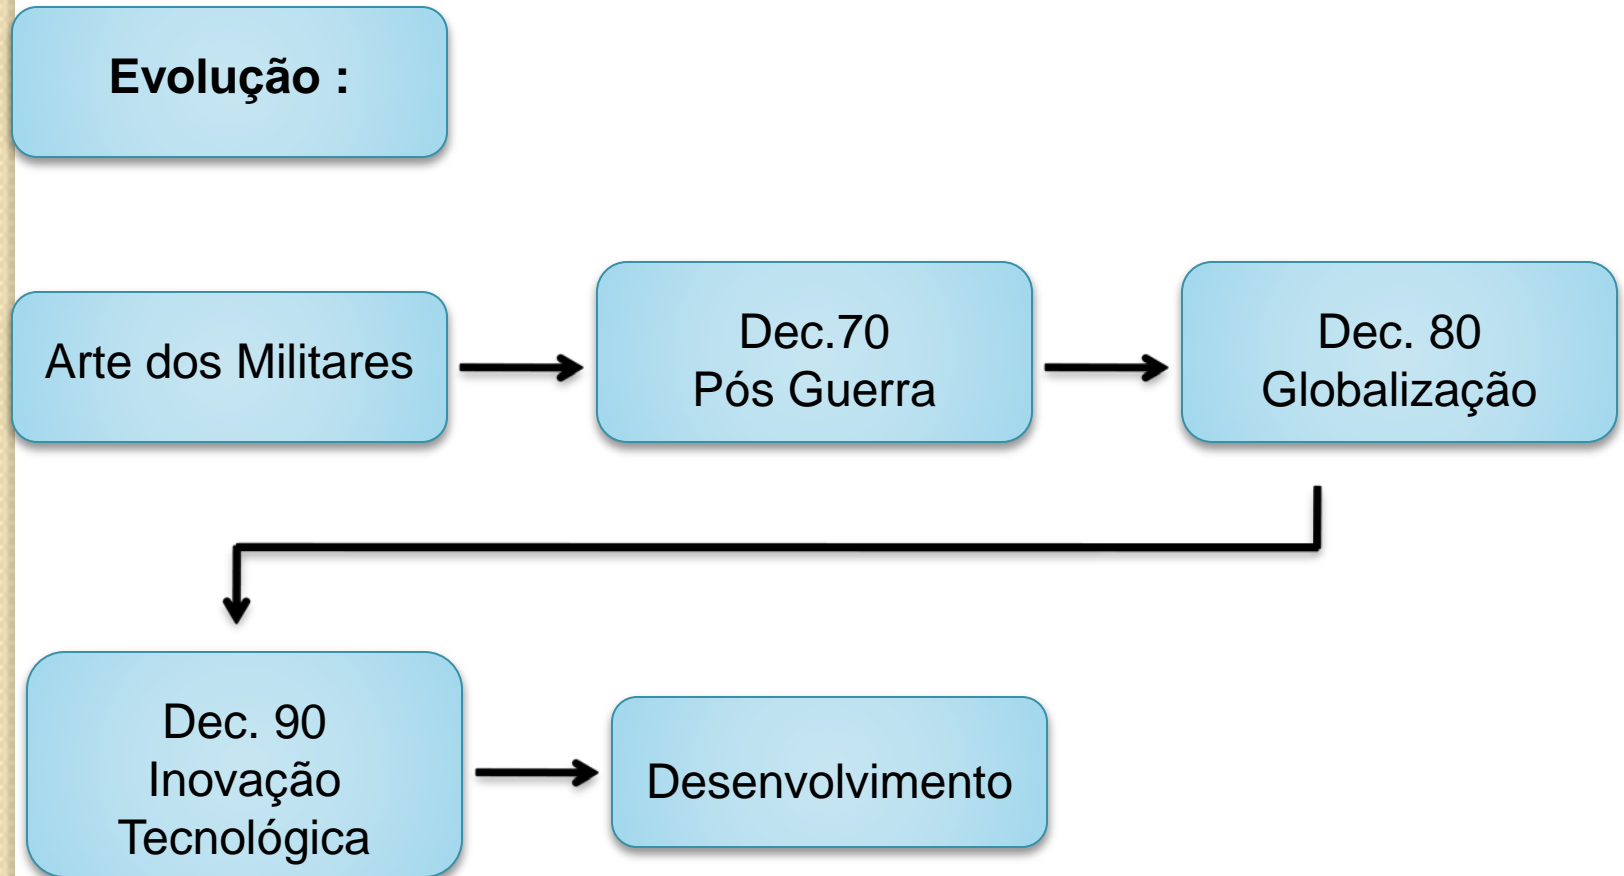 Evolução :
Arte dos Militares
Dec.70
Pós Guerra
Dec. 80
Globalização
Dec. 90
Inovação
Tecnológica
Desenvolvimento